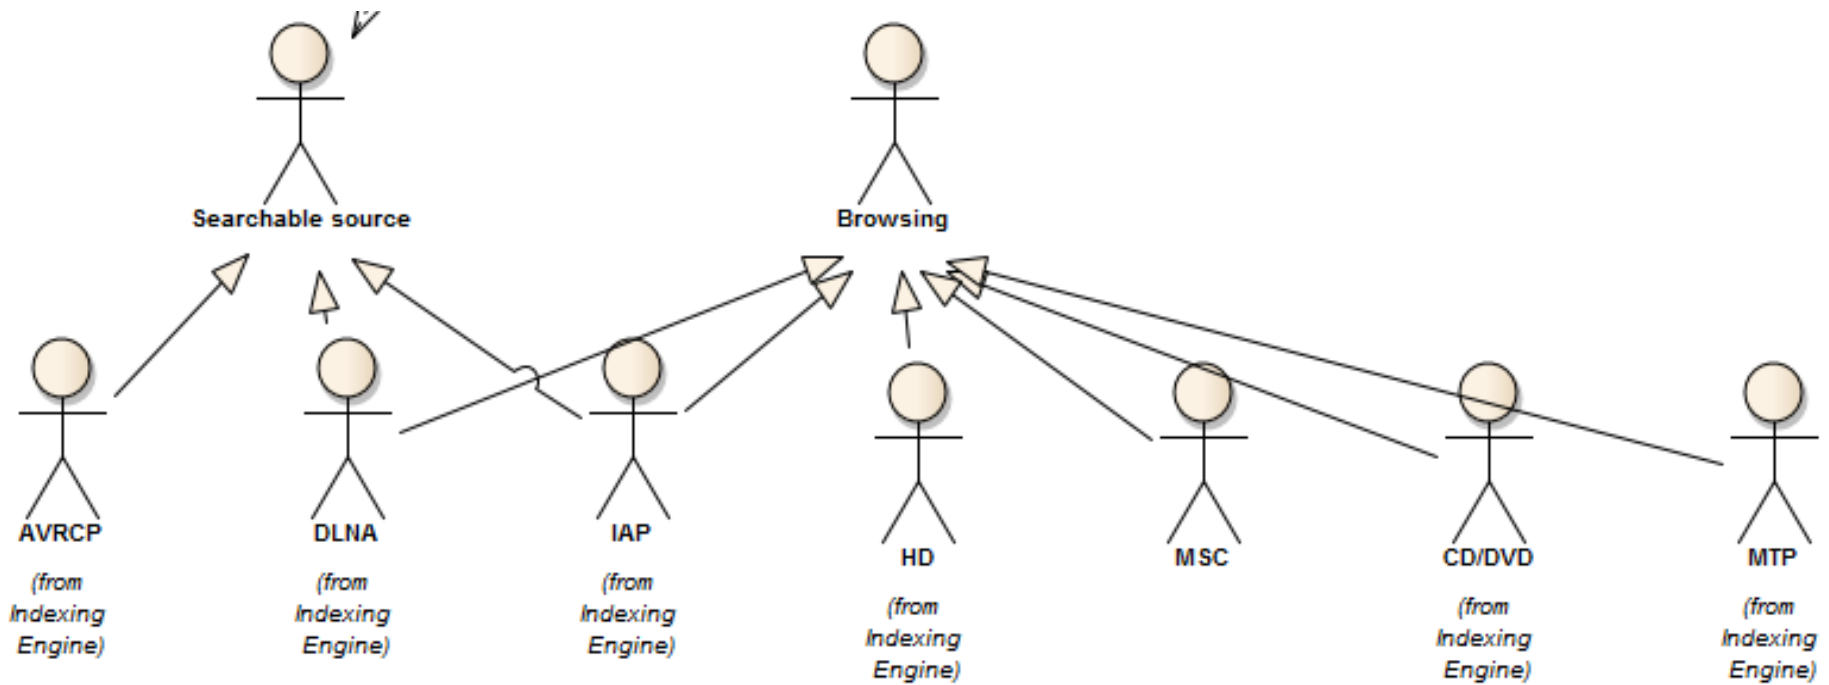 Searchable source
Browsing
AVRCP
(from
Indexing
Engine)
DLNA
(from
Indexing
Engine)
IAP
(from
Indexing
Engine)
HD
(from
Indexing
Engine)
MSC
CD/DVD
(from
Indexing
Engine)
MTP
(from
Indexing
Engine)